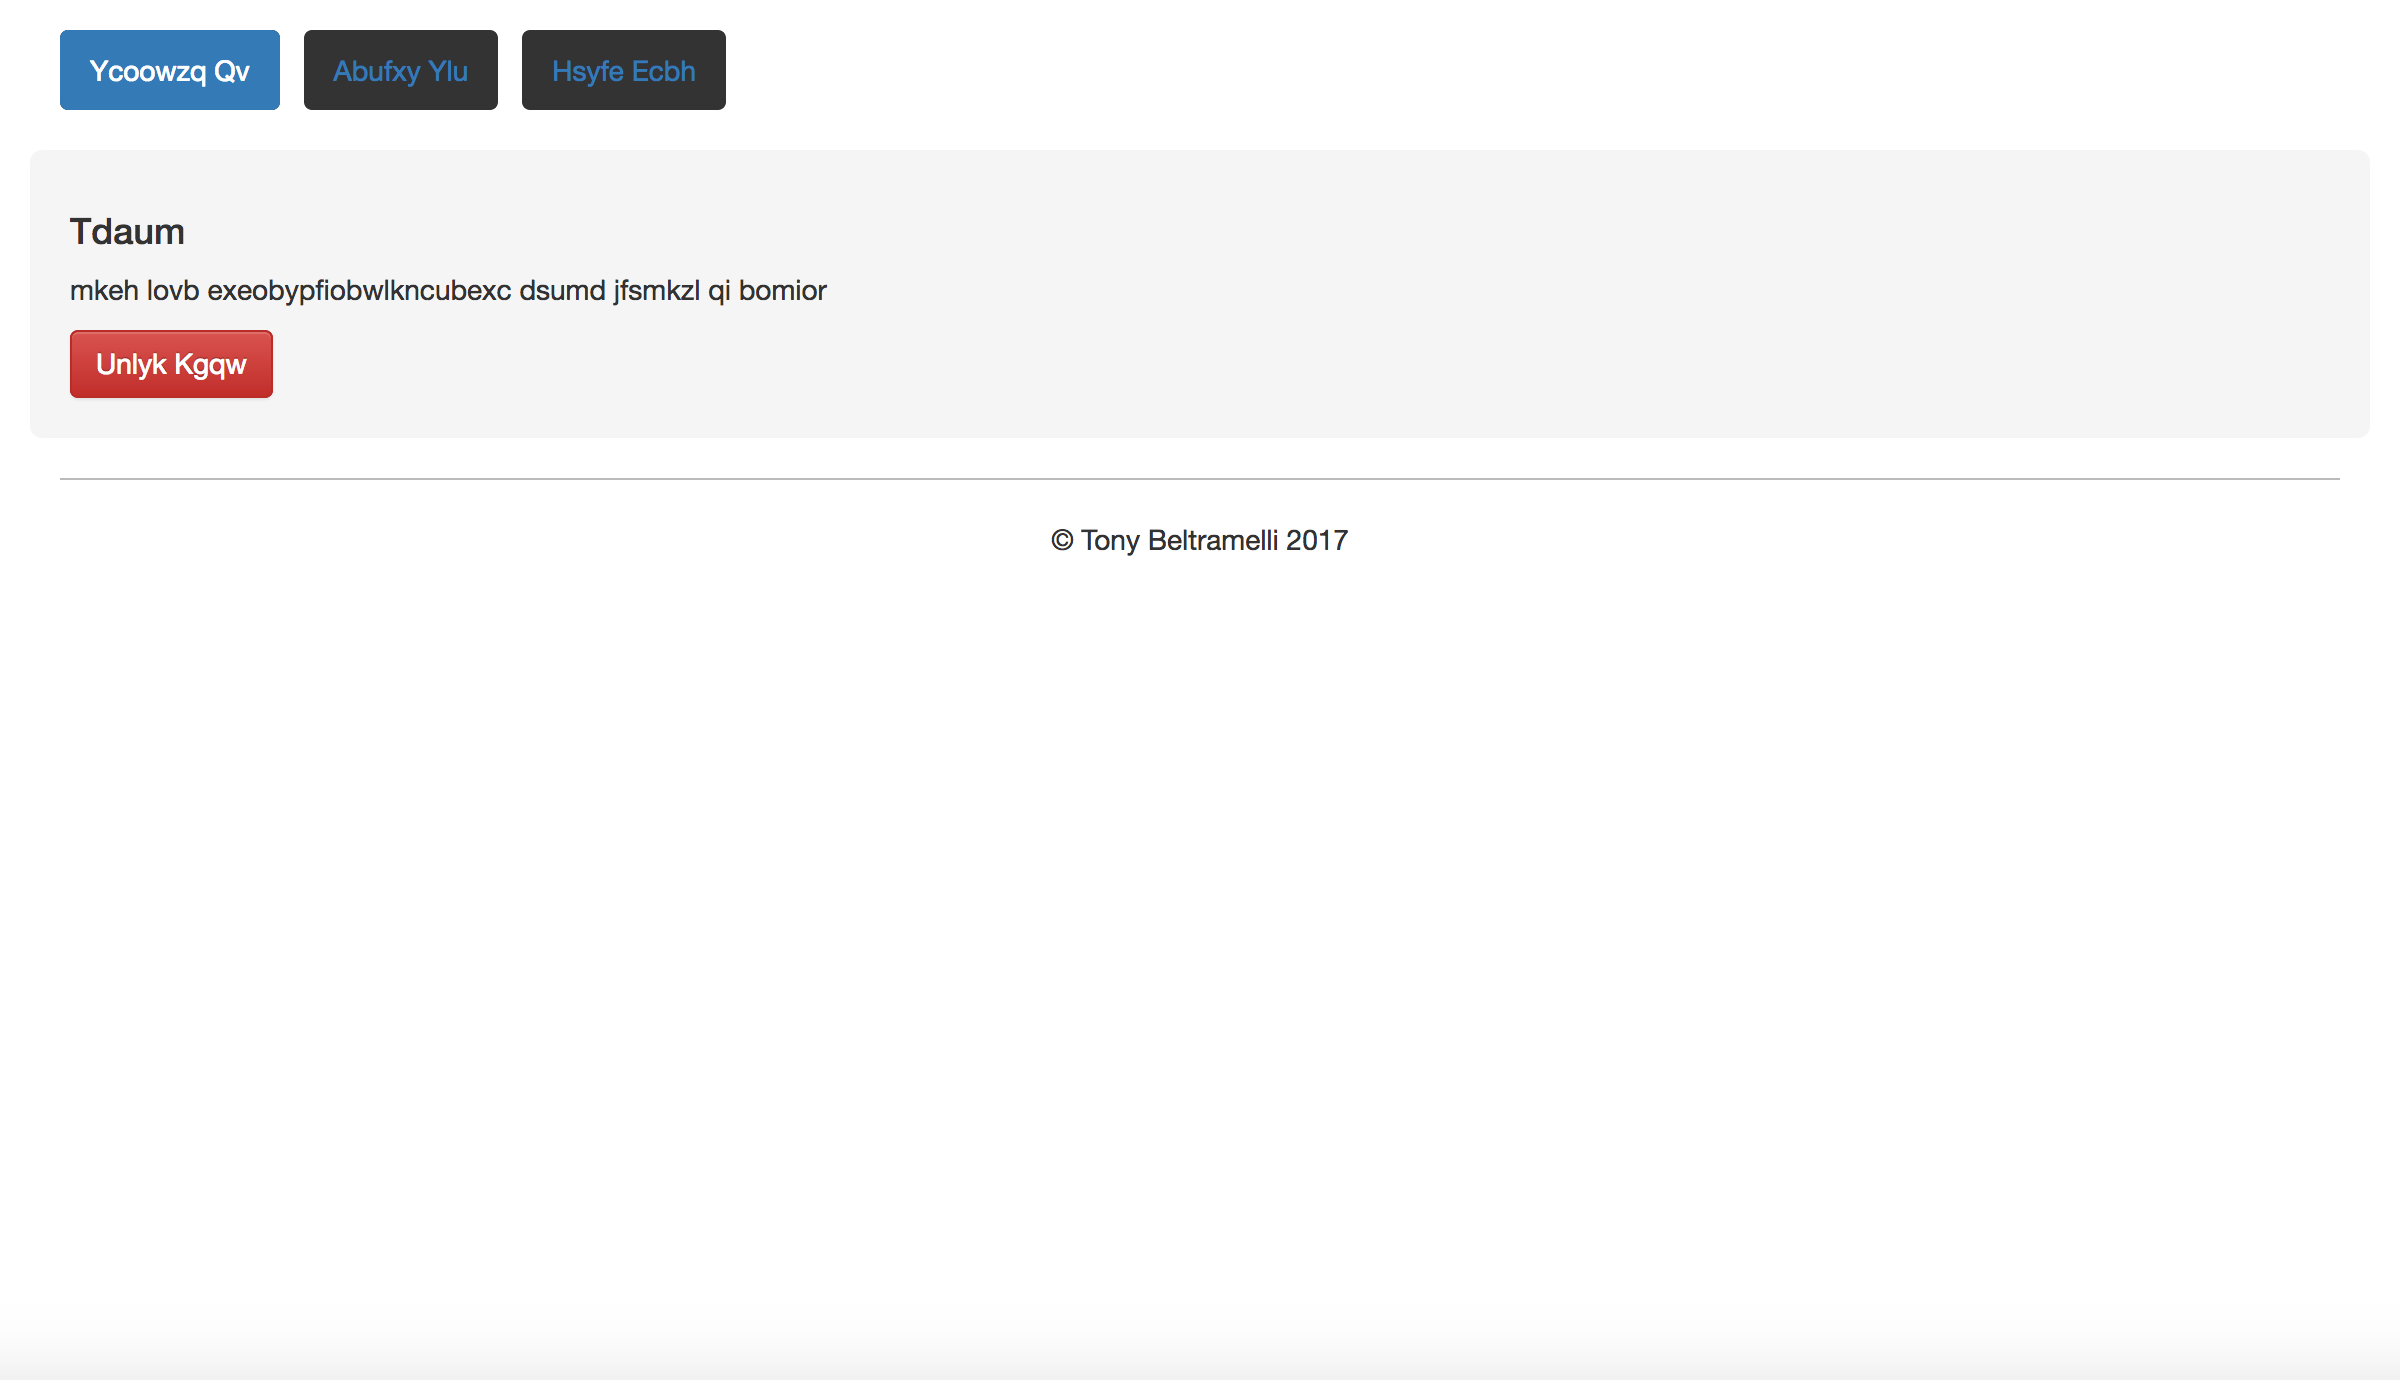 Ycoowzq Qv Abufxy Ylu Hsyfe Ecbh
Tdaum
mkeh lovb exeobypfiobwlkncubexc dsumd jfsmkzl qi bomior
Unlyk Kgqw
© Tony Beltramelli 2017